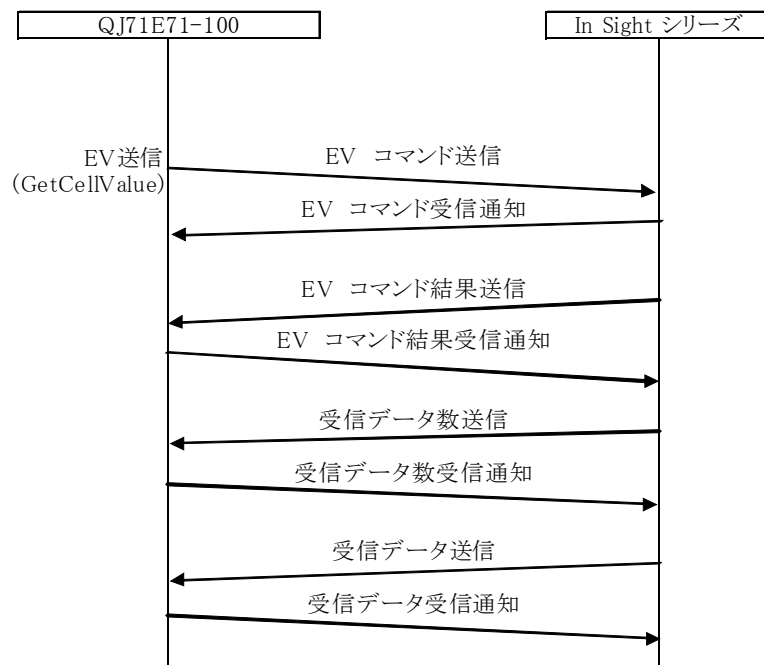 QJ71E71-100
In Sight シリーズ
EV送信
(GetCellValue)
EV コマンド送信
EV コマンド受信通知
EV コマンド結果送信
EV コマンド結果受信通知
受信データ数送信
受信データ数受信通知
受信データ送信
受信データ受信通知